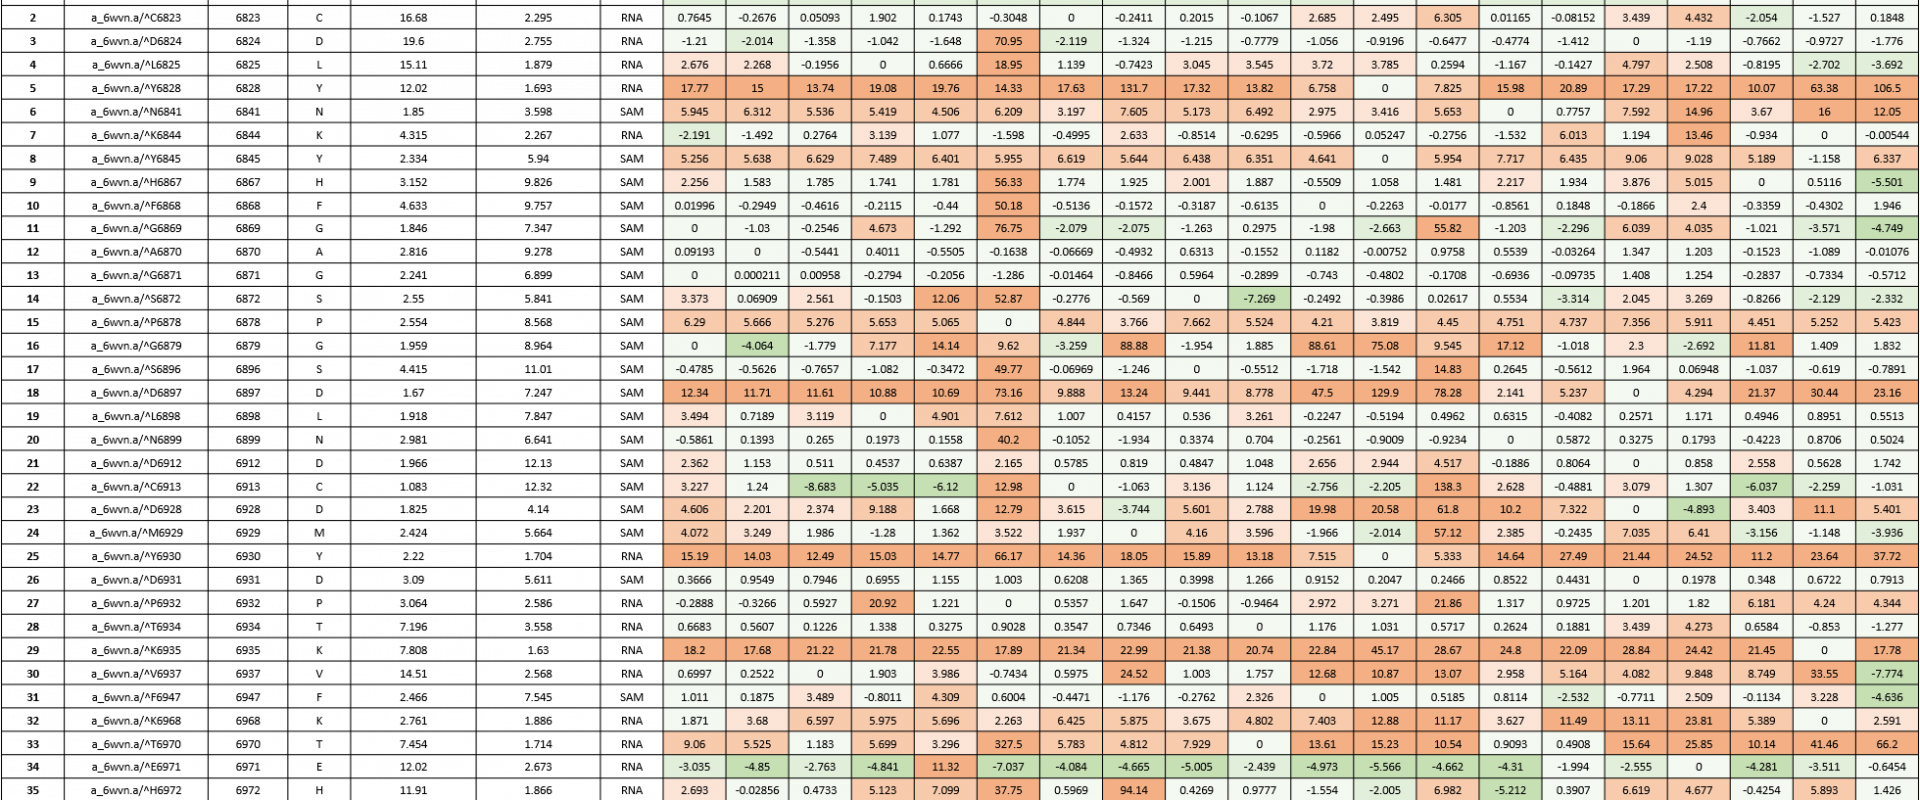 2 a_6wvn.a/^C6823 6823 C 16.68 2.295 RNA 0.7645 -0.2676 0.05093 1.902 0.1743 -0.3048 0 -0.2411 0.2015 -0.1067 2.685 2.495 6.305 0.01165 -0.08152 3.439 4.432 -2.054 -1.527 0.1848
3 a_6wvn.a/^D6824 6824 D 19.6 2.755 RNA -1.21 -2.014 -1.358 -1.042 -1.648 70.95 -2.119 -1.324 -1.215 -0.7779 -1.056 -0.9196 -0.6477 -0.4774 -1.412 0 -1.19 -0.7662 -0.9727 -1.776
4 a_6wvn.a/^L6825 6825 L 15.11 1.879 RNA 2.676 2.268 -0.1956 0 0.6666 18.95 1.139 -0.7423 3.045 3.545 3.72 3.785 0.2594 -1.167 -0.1427 4.797 2.508 -0.8195 -2.702 -3.692
5 a_6wvn.a/^Y6828 6828 Y 12.02 1.693 RNA 17.77 15 13.74 19.08 19.76 14.33 17.63 131.7 17.32 13.82 6.758 0 7.825 15.98 20.89 17.29 17.22 10.07 63.38 106.5
6 a_6wvn.a/^N6841 6841 N 1.85 3.598 SAM 5.945 6.312 5.536 5.419 4.506 6.209 3.197 7.605 5.173 6.492 2.975 3.416 5.653 0 0.7757 7.592 14.96 3.67 16 12.05
7 a_6wvn.a/^K6844 6844 K 4.315 2.267 RNA -2.191 -1.492 0.2764 3.139 1.077 -1.598 -0.4995 2.633 -0.8514 -0.6295 -0.5966 0.05247 -0.2756 -1.532 6.013 1.194 13.46 -0.934 0 -0.00544
8 a_6wvn.a/^Y6845 6845 Y 2.334 5.94 SAM 5.256 5.638 6.629 7.489 6.401 5.955 6.619 5.644 6.438 6.351 4.641 0 5.954 7.717 6.435 9.06 9.028 5.189 -1.158 6.337
9 a_6wvn.a/^H6867 6867 H 3.152 9.826 SAM 2.256 1.583 1.785 1.741 1.781 56.33 1.774 1.925 2.001 1.887 -0.5509 1.058 1.481 2.217 1.934 3.876 5.015 0 0.5116 -5.501
10 a_6wvn.a/^F6868 6868 F 4.633 9.757 SAM 0.01996 -0.2949 -0.4616 -0.2115 -0.44 50.18 -0.5136 -0.1572 -0.3187 -0.6135 0 -0.2263 -0.0177 -0.8561 0.1848 -0.1866 2.4 -0.3359 -0.4302 1.946
11 a_6wvn.a/^G6869 6869 G 1.846 7.347 SAM 0 -1.03 -0.2546 4.673 -1.292 76.75 -2.079 -2.075 -1.263 0.2975 -1.98 -2.663 55.82 -1.203 -2.296 6.039 4.035 -1.021 -3.571 -4.749
12 a_6wvn.a/^A6870 6870 A 2.816 9.278 SAM 0.09193 0 -0.5441 0.4011 -0.5505 -0.1638 -0.06669 -0.4932 0.6313 -0.1552 0.1182 -0.00752 0.9758 0.5539 -0.03264 1.347 1.203 -0.1523 -1.089 -0.01076
13 a_6wvn.a/^G6871 6871 G 2.241 6.899 SAM 0 0.000211 0.00958 -0.2794 -0.2056 -1.286 -0.01464 -0.8466 0.5964 -0.2899 -0.743 -0.4802 -0.1708 -0.6936 -0.09735 1.408 1.254 -0.2837 -0.7334 -0.5712
14 a_6wvn.a/^S6872 6872 S 2.55 5.841 SAM 3.373 0.06909 2.561 -0.1503 12.06 52.87 -0.2776 -0.569 0 -7.269 -0.2492 -0.3986 0.02617 0.5534 -3.314 2.045 3.269 -0.8266 -2.129 -2.332
15 a_6wvn.a/^P6878 6878 P 2.554 8.568 SAM 6.29 5.666 5.276 5.653 5.065 0 4.844 3.766 7.662 5.524 4.21 3.819 4.45 4.751 4.737 7.356 5.911 4.451 5.252 5.423
16 a_6wvn.a/^G6879 6879 G 1.959 8.964 SAM 0 -4.064 -1.779 7.177 14.14 9.62 -3.259 88.88 -1.954 1.885 88.61 75.08 9.545 17.12 -1.018 2.3 -2.692 11.81 1.409 1.832
17 a_6wvn.a/^S6896 6896 S 4.415 11.01 SAM -0.4785 -0.5626 -0.7657 -1.082 -0.3472 49.77 -0.06969 -1.246 0 -0.5512 -1.718 -1.542 14.83 0.2645 -0.5612 1.964 0.06948 -1.037 -0.619 -0.7891
18 a_6wvn.a/^D6897 6897 D 1.67 7.247 SAM 12.34 11.71 11.61 10.88 10.69 73.16 9.888 13.24 9.441 8.778 47.5 129.9 78.28 2.141 5.237 0 4.294 21.37 30.44 23.16
19 a_6wvn.a/^L6898 6898 L 1.918 7.847 SAM 3.494 0.7189 3.119 0 4.901 7.612 1.007 0.4157 0.536 3.261 -0.2247 -0.5194 0.4962 0.6315 -0.4082 0.2571 1.171 0.4946 0.8951 0.5513
20 a_6wvn.a/^N6899 6899 N 2.981 6.641 SAM -0.5861 0.1393 0.265 0.1973 0.1558 40.2 -0.1052 -1.934 0.3374 0.704 -0.2561 -0.9009 -0.9234 0 0.5872 0.3275 0.1793 -0.4223 0.8706 0.5024
21 a_6wvn.a/^D6912 6912 D 1.966 12.13 SAM 2.362 1.153 0.511 0.4537 0.6387 2.165 0.5785 0.819 0.4847 1.048 2.656 2.944 4.517 -0.1886 0.8064 0 0.858 2.558 0.5628 1.742
22 a_6wvn.a/^C6913 6913 C 1.083 12.32 SAM 3.227 1.24 -8.683 -5.035 -6.12 12.98 0 -1.063 3.136 1.124 -2.756 -2.205 138.3 2.628 -0.4881 3.079 1.307 -6.037 -2.259 -1.031
23 a_6wvn.a/^D6928 6928 D 1.825 4.14 SAM 4.606 2.201 2.374 9.188 1.668 12.79 3.615 -3.744 5.601 2.788 19.98 20.58 61.8 10.2 7.322 0 -4.893 3.403 11.1 5.401
24 a_6wvn.a/^M6929 6929 M 2.424 5.664 SAM 4.072 3.249 1.986 -1.28 1.362 3.522 1.937 0 4.16 3.596 -1.966 -2.014 57.12 2.385 -0.2435 7.035 6.41 -3.156 -1.148 -3.936
25 a_6wvn.a/^Y6930 6930 Y 2.22 1.704 RNA 15.19 14.03 12.49 15.03 14.77 66.17 14.36 18.05 15.89 13.18 7.515 0 5.333 14.64 27.49 21.44 24.52 11.2 23.64 37.72
26 a_6wvn.a/^D6931 6931 D 3.09 5.611 SAM 0.3666 0.9549 0.7946 0.6955 1.155 1.003 0.6208 1.365 0.3998 1.266 0.9152 0.2047 0.2466 0.8522 0.4431 0 0.1978 0.348 0.6722 0.7913
27 a_6wvn.a/^P6932 6932 P 3.064 2.586 RNA -0.2888 -0.3266 0.5927 20.92 1.221 0 0.5357 1.647 -0.1506 -0.9464 2.972 3.271 21.86 1.317 0.9725 1.201 1.82 6.181 4.24 4.344
28 a_6wvn.a/^T6934 6934 T 7.196 3.558 RNA 0.6683 0.5607 0.1226 1.338 0.3275 0.9028 0.3547 0.7346 0.6493 0 1.176 1.031 0.5717 0.2624 0.1881 3.439 4.273 0.6584 -0.853 -1.277
29 a_6wvn.a/^K6935 6935 K 7.808 1.63 RNA 18.2 17.68 21.22 21.78 22.55 17.89 21.34 22.99 21.38 20.74 22.84 45.17 28.67 24.8 22.09 28.84 24.42 21.45 0 17.78
30 a_6wvn.a/^V6937 6937 V 14.51 2.568 RNA 0.6997 0.2522 0 1.903 3.986 -0.7434 0.5975 24.52 1.003 1.757 12.68 10.87 13.07 2.958 5.164 4.082 9.848 8.749 33.55 -7.774
31 a_6wvn.a/^F6947 6947 F 2.466 7.545 SAM 1.011 0.1875 3.489 -0.8011 4.309 0.6004 -0.4471 -1.176 -0.2762 2.326 0 1.005 0.5185 0.8114 -2.532 -0.7711 2.509 -0.1134 3.228 -4.636
32 a_6wvn.a/^K6968 6968 K 2.761 1.886 RNA 1.871 3.68 6.597 5.975 5.696 2.263 6.425 5.875 3.675 4.802 7.403 12.88 11.17 3.627 11.49 13.11 23.81 5.389 0 2.591
33 a_6wvn.a/^T6970 6970 T 7.454 1.714 RNA 9.06 5.525 1.183 5.699 3.296 327.5 5.783 4.812 7.929 0 13.61 15.23 10.54 0.9093 0.4908 15.64 25.85 10.14 41.46 66.2
34 a_6wvn.a/^E6971 6971 E 12.02 2.673 RNA -3.035 -4.85 -2.763 -4.841 11.32 -7.037 -4.084 -4.665 -5.005 -2.439 -4.973 -5.566 -4.662 -4.31 -1.994 -2.555 0 -4.281 -3.511 -0.6454
35 a_6wvn.a/^H6972 6972 H 11.91 1.866 RNA 2.693 -0.02856 0.4733 5.123 7.099 37.75 0.5969 94.14 0.4269 0.9777 -1.554 -2.005 6.982 -5.212 0.3907 6.619 4.677 -0.4254 5.893 1.426